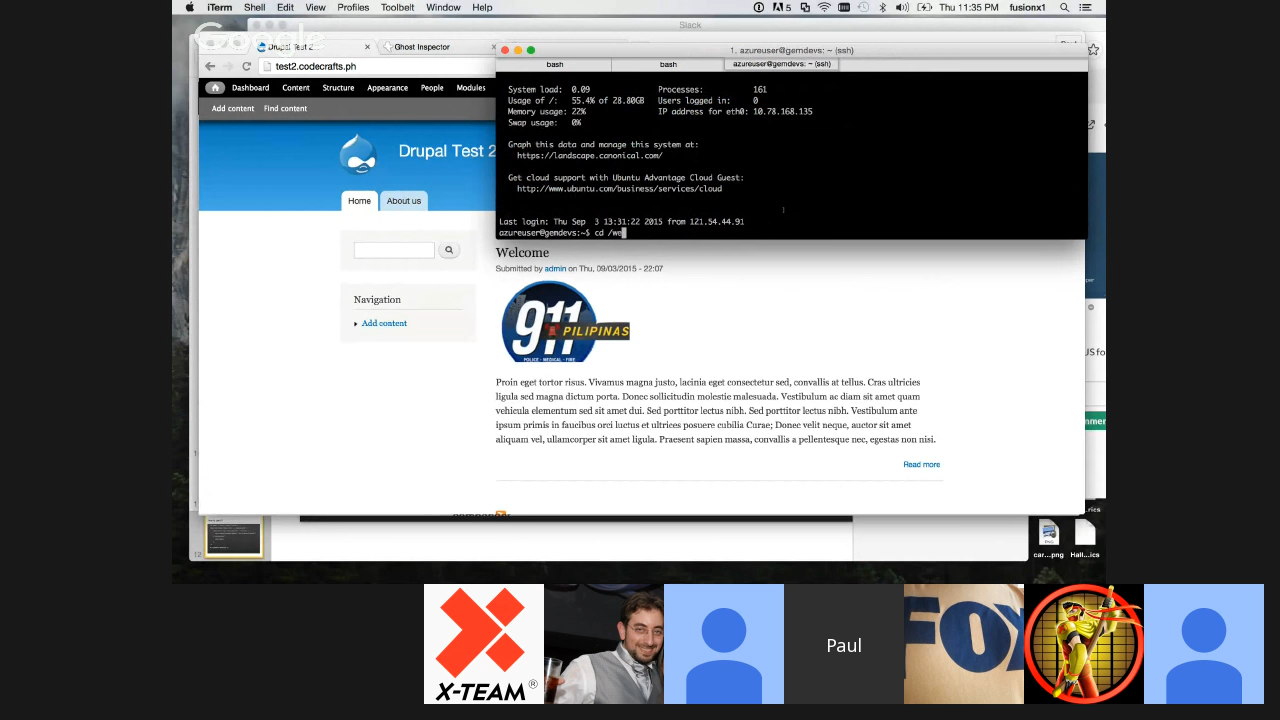 iTerm Shell Edit View Profiles Toolbelt Window Help
5 Thu 11:35 PM fusionx1
Slack
Google
Drupal Test 2... Ghost Inspector
1. azureuser@gemdevs: ~ (ssh)
test2.codecrafts.ph
bash bash azureuser@gemdevs: ~ (ssh)
Dashboard Content Structure Appearance People Modules
Add content Find content
System load: 0.09 Processes: 161
Usage of /: 55.4% of 28.80GB Users logged in: 0
Memory usage: 22% IP address for eth0: 10.78.168.135
Swap usage: 0%
Graph this data and manage this system at:
https://landscape.canonical.com/
Get cloud support with Ubuntu Advantage Cloud Guest:
http://www.ubuntu.com/business/services/cloud
Last login: Thu Sep 3 13:31:22 2015 from 121.54.44.91
azureuser@gemdevs:~$ cd /we
Drupal Test 2
Home About us
Navigation
Add content
Welcome
Submitted by admin on Thu, 09/03/2015 - 22:07
911
PILIPINAS
POLICE - MEDICAL - FIRE
Proin eget tortor risus. Vivamus magna justo, lacinia eget consectetur sed, convallis at tellus. Cras ultricies
ligula sed magna dictum porta. Donec sollicitudin molestie malesuada. Vestibulum ac diam sit amet quam
vehicula elementum sed sit amet dui. Sed porttitor lectus nibh. Sed porttitor lectus nibh. Vestibulum ante
ipsum primis in faucibus orci luctus et ultrices posuere cubilia Curae; Donec velit neque, auctor sit amet
aliquam vel, ullamcorper sit amet ligula. Praesent sapien massa, convallis a pellentesque nec, egestas non nisi.
Read more
12
car...png Hall...ics
X-TEAM®
Paul
FOX